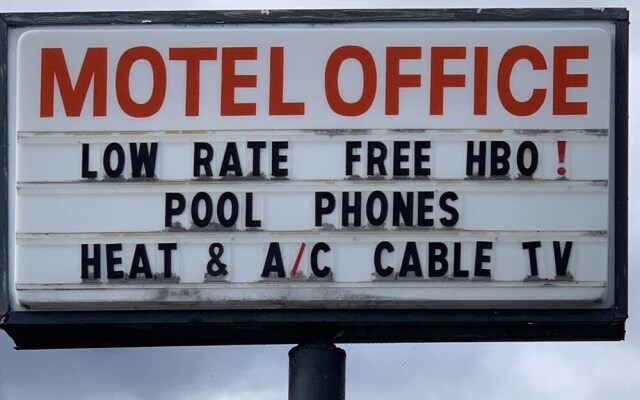 MOTEL OFFICE
LOW RATE FREE HBO!
POOL PHONES
HEAT & A/C CABLE TV